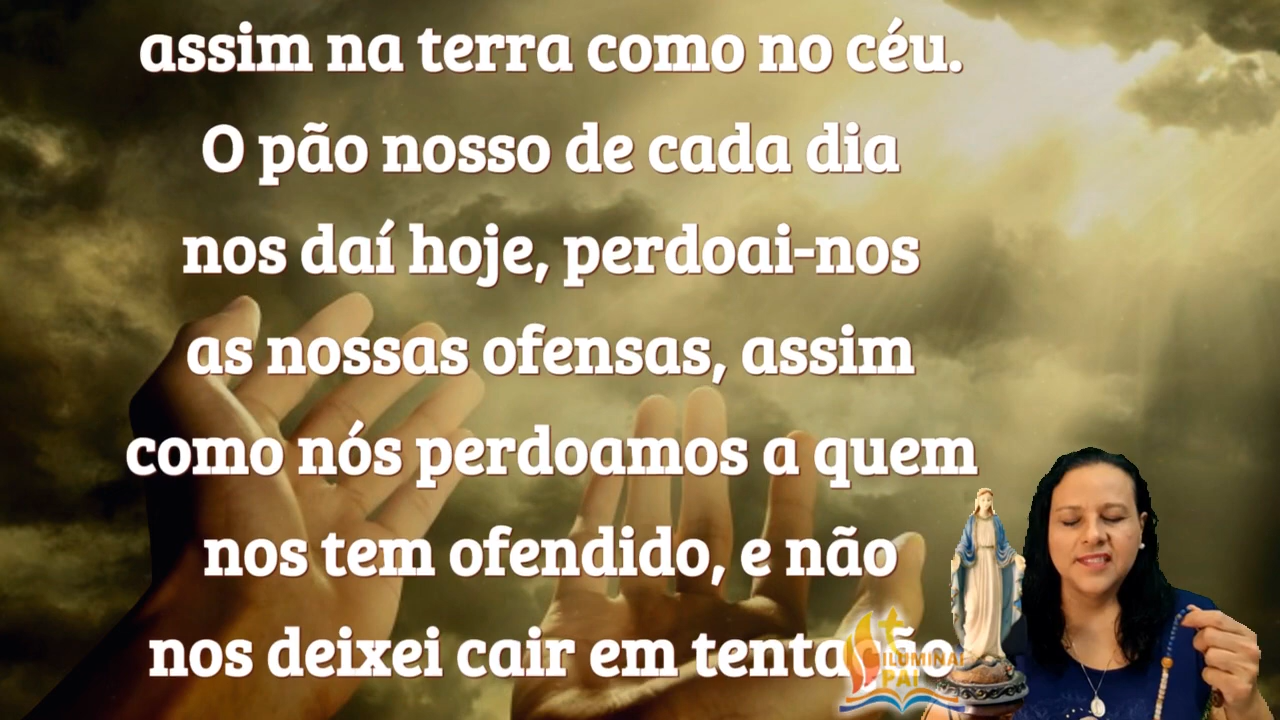 assim na terra como no céu.
O pão nosso de cada dia
nos daí hoje, perdoai-nos
as nossas ofensas, assim
como nós perdoamos a quem
nos tem ofendido, e não
nos deixei cair em tentação
ILUMINAI
PAI